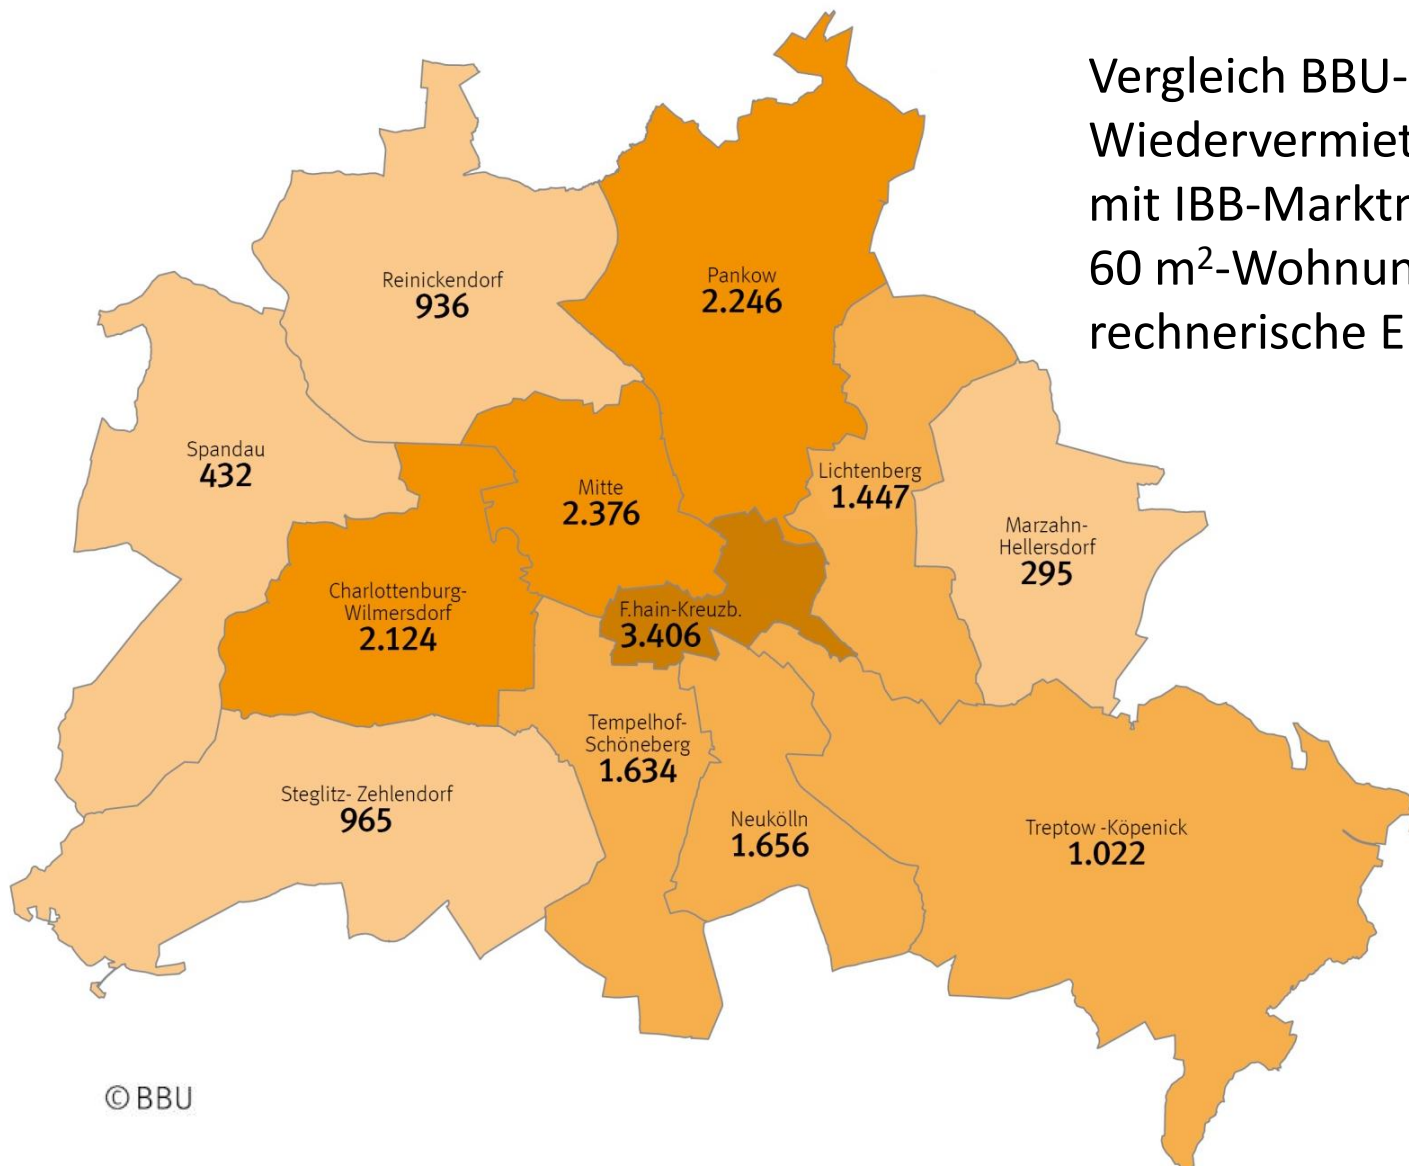 Vergleich BBU-
Wiedervermiet
mit IBB-Marktm
60 m²-Wohnun
rechnerische E
Reinickendorf
936
Pankow
2.246
Spandau
432
Mitte
2.376
Lichtenberg
1.447
Marzahn-
Hellersdorf
295
Charlottenburg-
Wilmersdorf
2.124
F.hain-Kreuzb.
3.406
Tempelhof-
Schöneberg
1.634
Steglitz- Zehlendorf
965
Neukölln
1.656
Treptow -Köpenick
1.022
© BBU